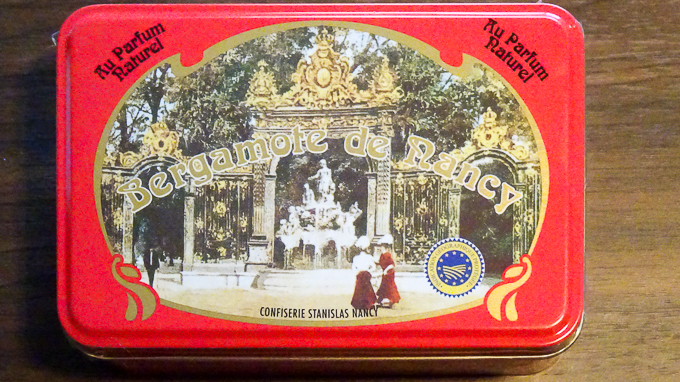 Au Parfum
Naturel
Au Parfum
Naturel
Bergamote de Nancy
CONFISERIE STANISLAS NANCY